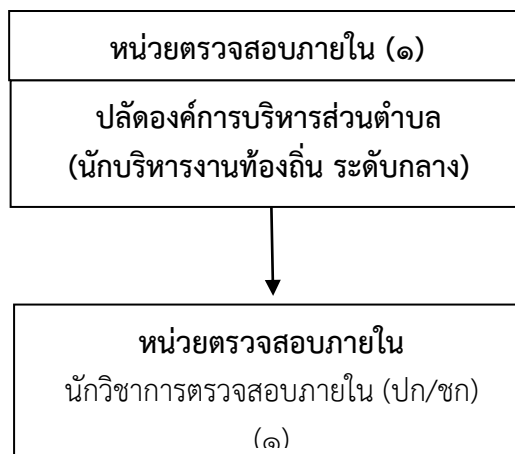 หน่วยตรวจสอบภายใน (๑)
ปลัดองค์การบริหารส่วนตำบล
(นักบริหารงานท้องถิ่น ระดับกลาง)
หน่วยตรวจสอบภายใน
นักวิชาการตรวจสอบภายใน (ปก/ชก)
(๑)